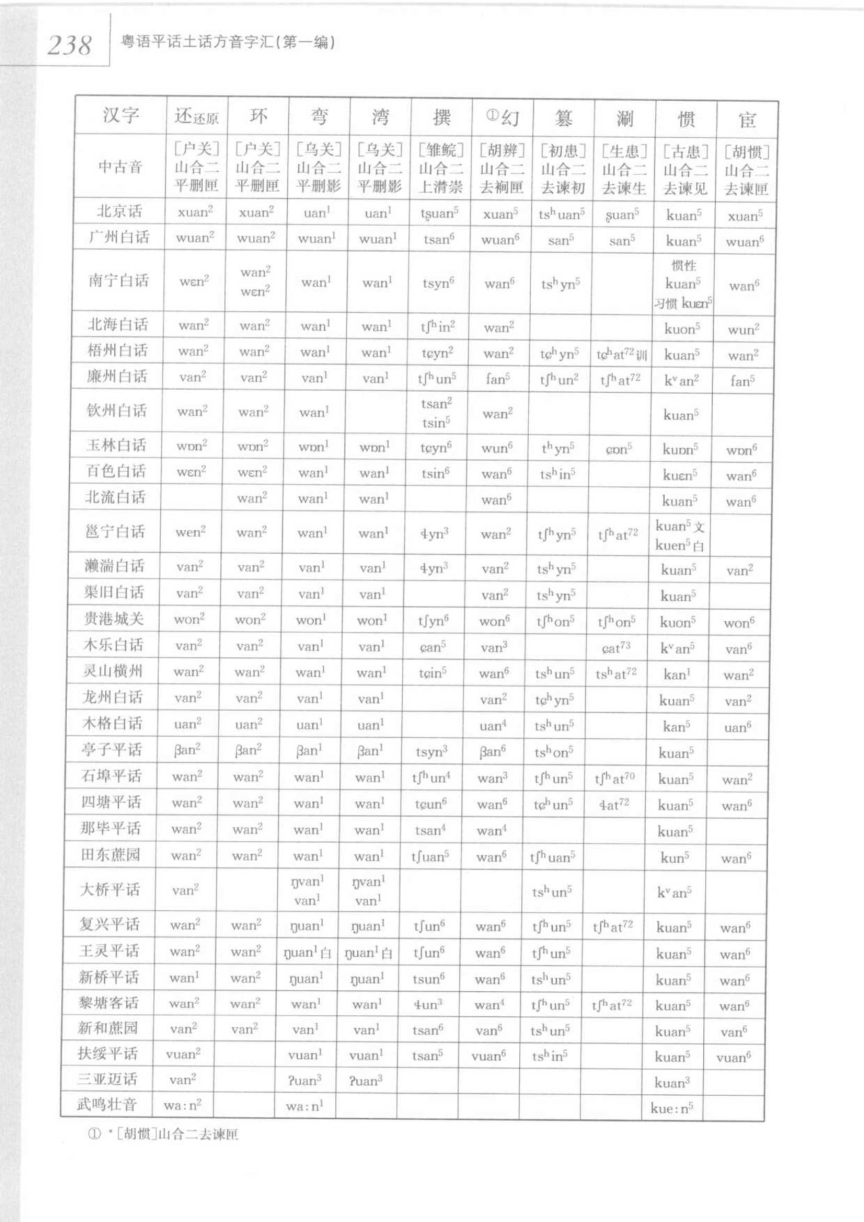 238 粤语平话土话方音字汇(第一编)
汉字 还还原 环 弯 湾 撰 ①幻 篡 涮 惯 宦
中古音 [户关]山合二平删匣 [户关]山合二平删匣 [乌关]山合二平删影 [乌关]山合二平删影 [雏鲩]山合二上潸崇 [胡辨]山合二去裥匣 [初患]山合二去谏初 [生患]山合二去谏生 [古患]山合二去谏见 [胡惯]山合二去谏匣
北京话 xuan² xuan² uan¹ uan¹ tʂuan⁵ xuan⁵ tsʰuan⁵ ʂuan⁵ kuan⁵ xuan⁵
广州白话 wuan² wuan² wuan¹ wuan¹ tsan⁶ wuan⁶ san⁵ san⁵ kuan⁵ wuan⁶
南宁白话 wɛn² wan² wɛn² wan¹ wan¹ tsyn⁶ wan⁶ tsʰyn⁵ 惯性 kuan⁵ 习惯 kuɛn⁵ wan⁶
北海白话 wan² wan² wan¹ wan¹ tʃʰin² wan² kuon⁵ wun²
梧州白话 wan² wan² wan¹ wan¹ tɕyn² wan² tɕʰyn⁵ tɕʰat⁷²训 kuan⁵ wan²
廉州白话 van² van² van¹ van¹ tʃʰun⁵ fan⁵ tʃʰun² tʃʰat⁷² kᵛan² fan⁵
钦州白话 wan² wan² wan¹ tsan² tsin⁵ wan² kuan⁵
玉林白话 wɒn² wɒn² wɒn¹ wɒn¹ tɕyn⁶ wun⁶ tʰyn⁵ ɕɒn⁵ kuɒn⁵ wɒn⁶
百色白话 wɛn² wɛn² wan¹ wan¹ tsin⁶ wan⁶ tsʰin⁵ kuɛn⁵ wan⁶
北流白话 wan² wan¹ wan¹ wan⁶ kuan⁵ wan⁶
邕宁白话 wen² wan² wan¹ wan¹ ɬyn³ wan² tʃʰyn⁵ tʃʰat⁷² kuan⁵文 kuen⁵白
濑湍白话 van² van² van¹ van¹ ɬyn³ van² tsʰyn⁵ kuan⁵ van²
渠旧白话 van² van² van¹ van¹ van² tsʰyn⁵ kuan⁵
贵港城关 won² won² won¹ won¹ tʃyn⁶ won⁶ tʃʰon⁵ tʃʰon⁵ kuon⁵ won⁶
木乐白话 van² van² van¹ van¹ ɕan⁵ van³ ɕat⁷³ kᵛan⁵ van⁶
灵山横州 wan² wan² wan¹ wan¹ tɕin⁵ wan⁶ tsʰun⁵ tsʰat⁷² kan¹ wan²
龙州白话 van² van² van¹ van¹ van² tɕʰyn⁵ kuan⁵ van²
木格白话 uan² uan² uan¹ uan¹ uan⁴ tsʰun⁵ kan⁵ uan⁶
亭子平话 βan² βan² βan¹ βan¹ tsyn³ βan⁶ tsʰon⁵ kuan⁵
石埠平话 wan² wan² wan¹ wan¹ tʃʰun⁴ wan³ tʃʰun⁵ tʃʰat⁷⁰ kuan⁵ wan²
四塘平话 wan² wan² wan¹ wan¹ tɕun⁶ wan⁶ tɕʰun⁵ ɬat⁷² kuan⁵ wan⁶
那毕平话 wan² wan² wan¹ wan¹ tsan⁴ wan⁴ kuan⁵
田东蔗园 wan² wan² wan¹ wan¹ tʃuan⁵ wan⁶ tʃʰuan⁵ kun⁵ wan⁶
大桥平话 van² ŋvan¹ van¹ ŋvan¹ van¹ tsʰun⁵ kᵛan⁵
复兴平话 wan² wan² ŋuan¹ ŋuan¹ tʃun⁶ wan⁶ tʃʰun⁵ tʃʰat⁷² kuan⁵ wan⁶
王灵平话 wan² wan² ŋuan¹白 ŋuan¹白 tʃun⁶ wan⁶ tʃʰun⁵ kuan⁵ wan⁶
新桥平话 wan¹ wan² ŋuan¹ ŋuan¹ tsun⁶ wan⁶ tsʰun⁵ kuan⁵ wan⁶
黎塘客话 wan² wan² wan¹ wan¹ ɬun³ wan⁴ tʃʰun⁵ tʃʰat⁷² kuan⁵ wan⁶
新和蔗园 van² van² van¹ van¹ tsan⁶ van⁶ tsʰun⁵ kuan⁵ van⁶
扶绥平话 vuan² vuan¹ vuan¹ tsan⁵ vuan⁶ tsʰin⁵ kuan⁵ vuan⁶
三亚迈话 van² ʔuan³ ʔuan³ kuan³
武鸣壮音 wa:n² wa:n¹ kue:n⁵
① *[胡惯]山合二去谏匣